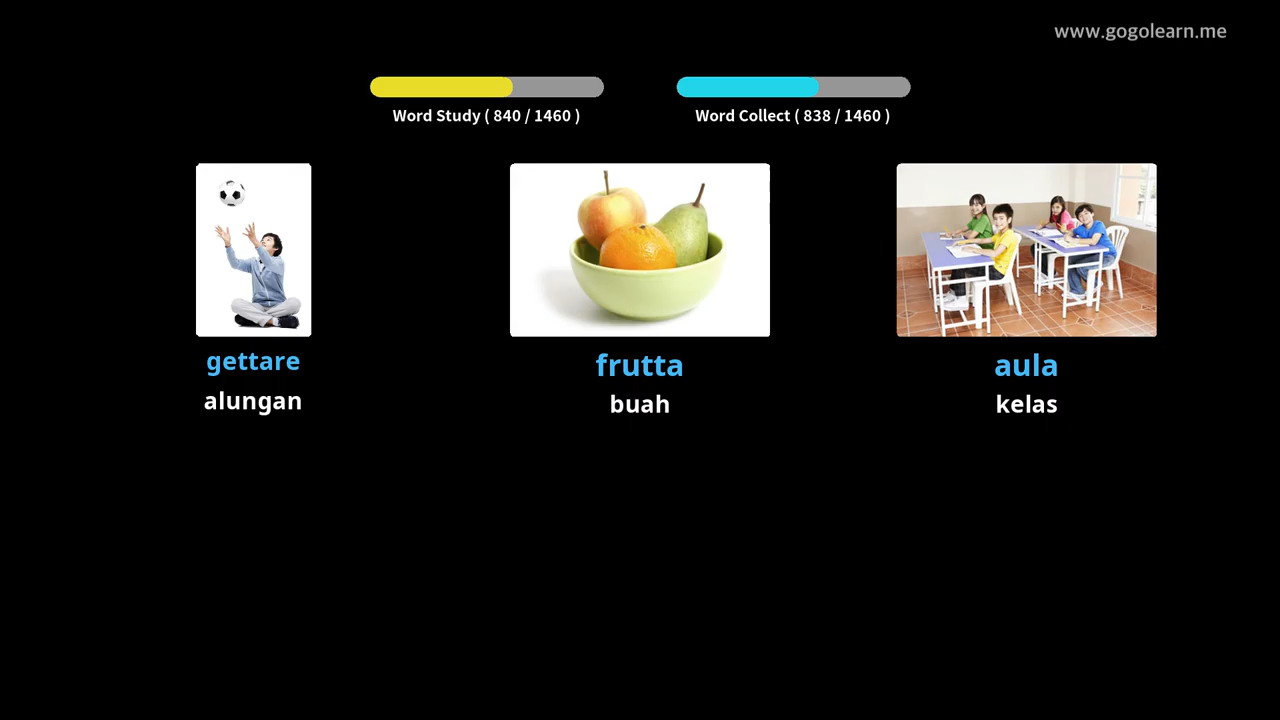 www.gogolearn.me
Word Study ( 840 / 1460 )
Word Collect ( 838 / 1460 )
gettare
alungan
frutta
buah
aula
kelas